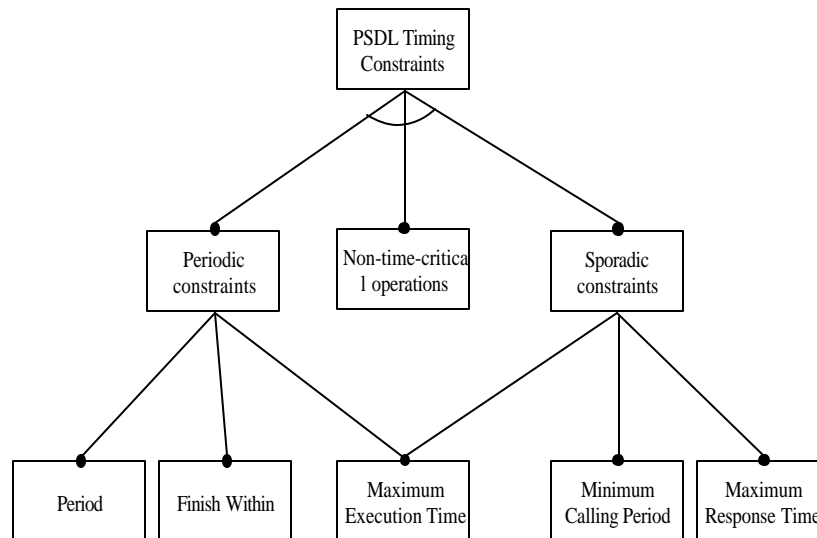 PSDL Timing
Constraints
Periodic
constraints
Non-time-critica
l operations
Sporadic
constraints
Period
Finish Within
Maximum
Execution Time
Minimum
Calling Period
Maximum
Response Time